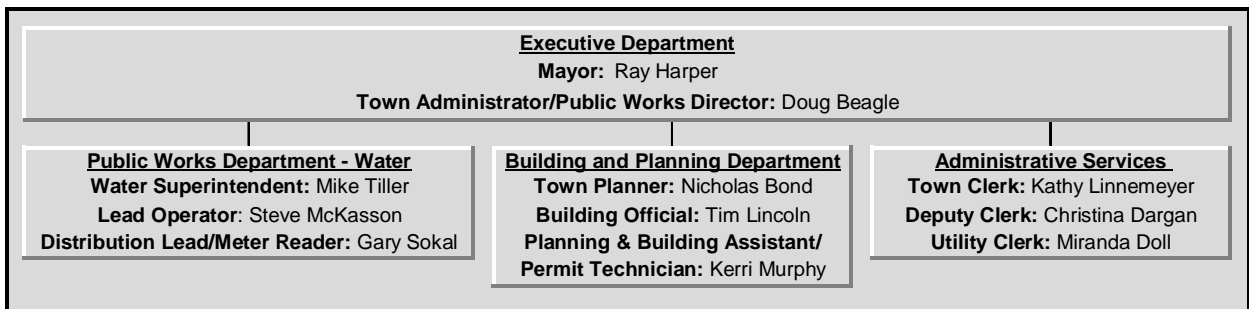 Executive Department
Mayor: Ray Harper
Town Administrator/Public Works Director: Doug Beagle
Public Works Department - Water
Water Superintendent: Mike Tiller
Lead Operator: Steve McKasson
Distribution Lead/Meter Reader: Gary Sokal
Building and Planning Department
Town Planner: Nicholas Bond
Building Official: Tim Lincoln
Planning & Building Assistant/
Permit Technician: Kerri Murphy
Administrative Services
Town Clerk: Kathy Linnemeyer
Deputy Clerk: Christina Dargan
Utility Clerk: Miranda Doll